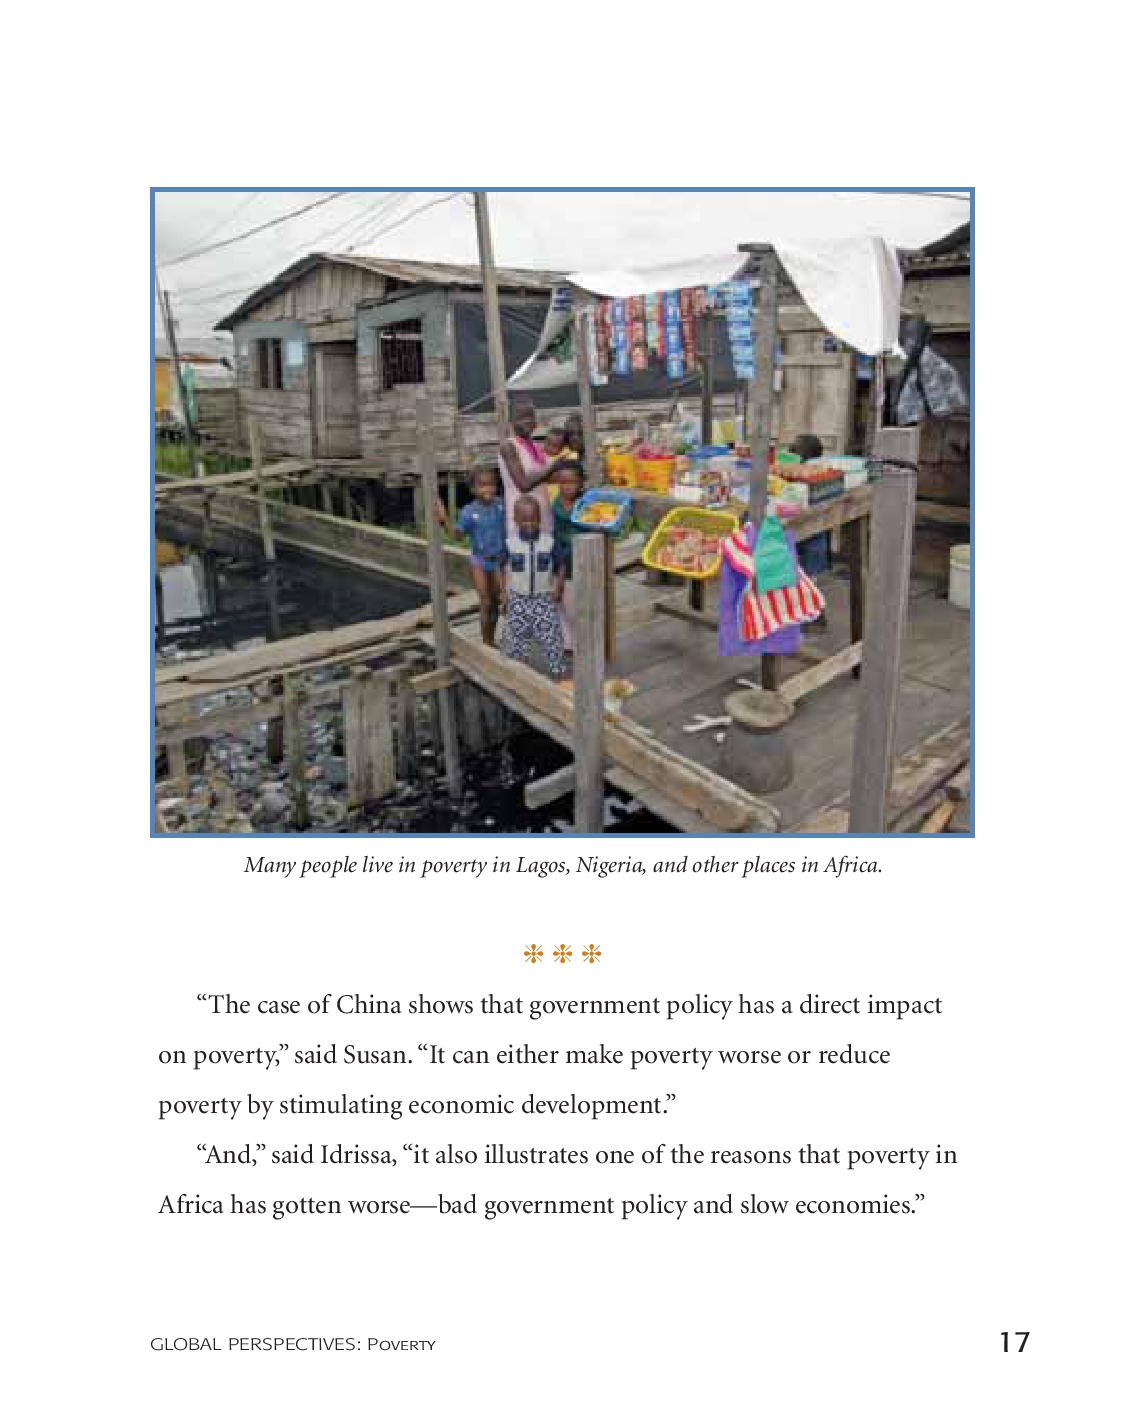 Many people live in poverty in Lagos, Nigeria, and other places in Africa.
“The case of China shows that government policy has a direct impact
on poverty,” said Susan. “It can either make poverty worse or reduce
poverty by stimulating economic development.”
“And,” said Idrissa, “it also illustrates one of the reasons that poverty in
Africa has gotten worse—bad government policy and slow economies.”
GLOBAL PERSPECTIVES: POVERTY
17